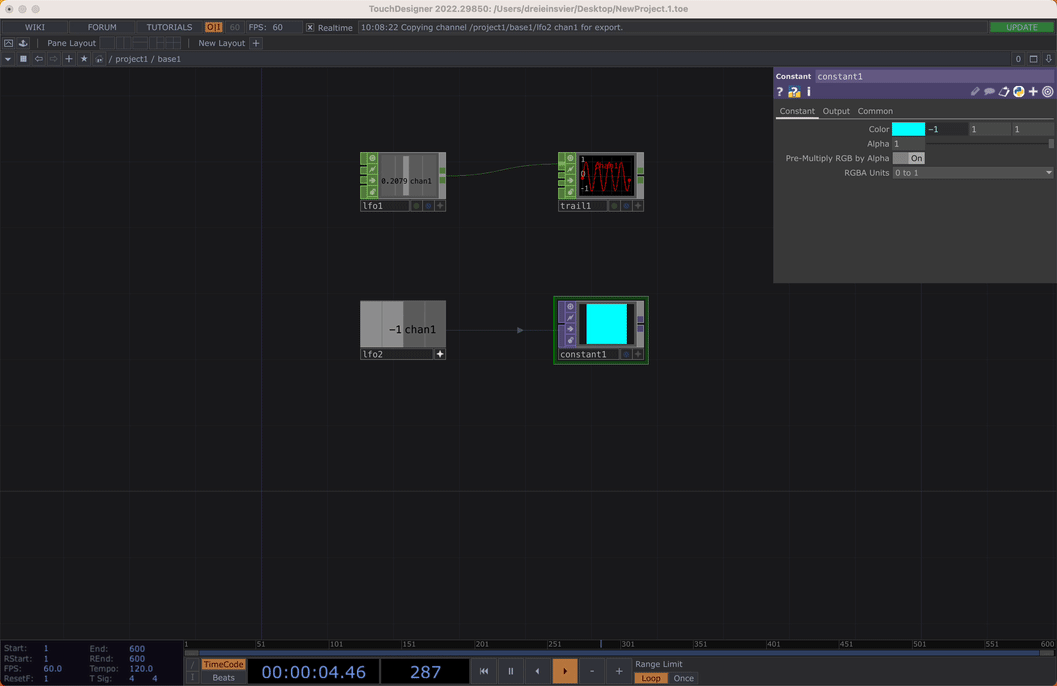 TouchDesigner 2022.29850: /Users/dreieinsvier/Desktop/NewProject.1.toe
WIKI FORUM TUTORIALS O|I 60 FPS: 60 Realtime 10:08:22 Copying channel /project1/base1/lfo2 chan1 for export. UPDATE
Pane Layout New Layout +
/ project1 / base1 0
Constant constant1
? ? i
Constant Output Common
Color -1 1 1
Alpha 1
Pre-Multiply RGB by Alpha On
RGBA Units 0 to 1
0.2079 chan1
lfo1
1
chan1
0
-1
trail1
-1 chan1
lfo2
constant1
1 51 101 151 201 251 301 351 401 451 501 551 600
Start: 1 End: 600
RStart: 1 REnd: 600
FPS: 60.0 Tempo: 120.0
ResetF: 1 T Sig: 4 4
/ TimeCode
I Beats
00:00:04.46 287
- +
Range Limit
Loop Once